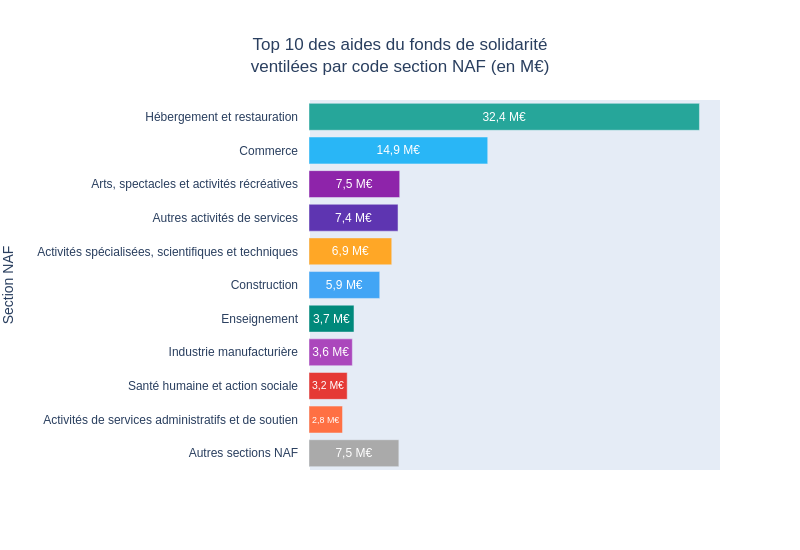 Top 10 des aides du fonds de solidarité
ventilées par code section NAF (en M€)
Section NAF
Hébergement et restauration 32,4 M€
Commerce 14,9 M€
Arts, spectacles et activités récréatives 7,5 M€
Autres activités de services 7,4 M€
Activités spécialisées, scientifiques et techniques 6,9 M€
Construction 5,9 M€
Enseignement 3,7 M€
Industrie manufacturière 3,6 M€
Santé humaine et action sociale 3,2 M€
Activités de services administratifs et de soutien 2,8 M€
Autres sections NAF 7,5 M€